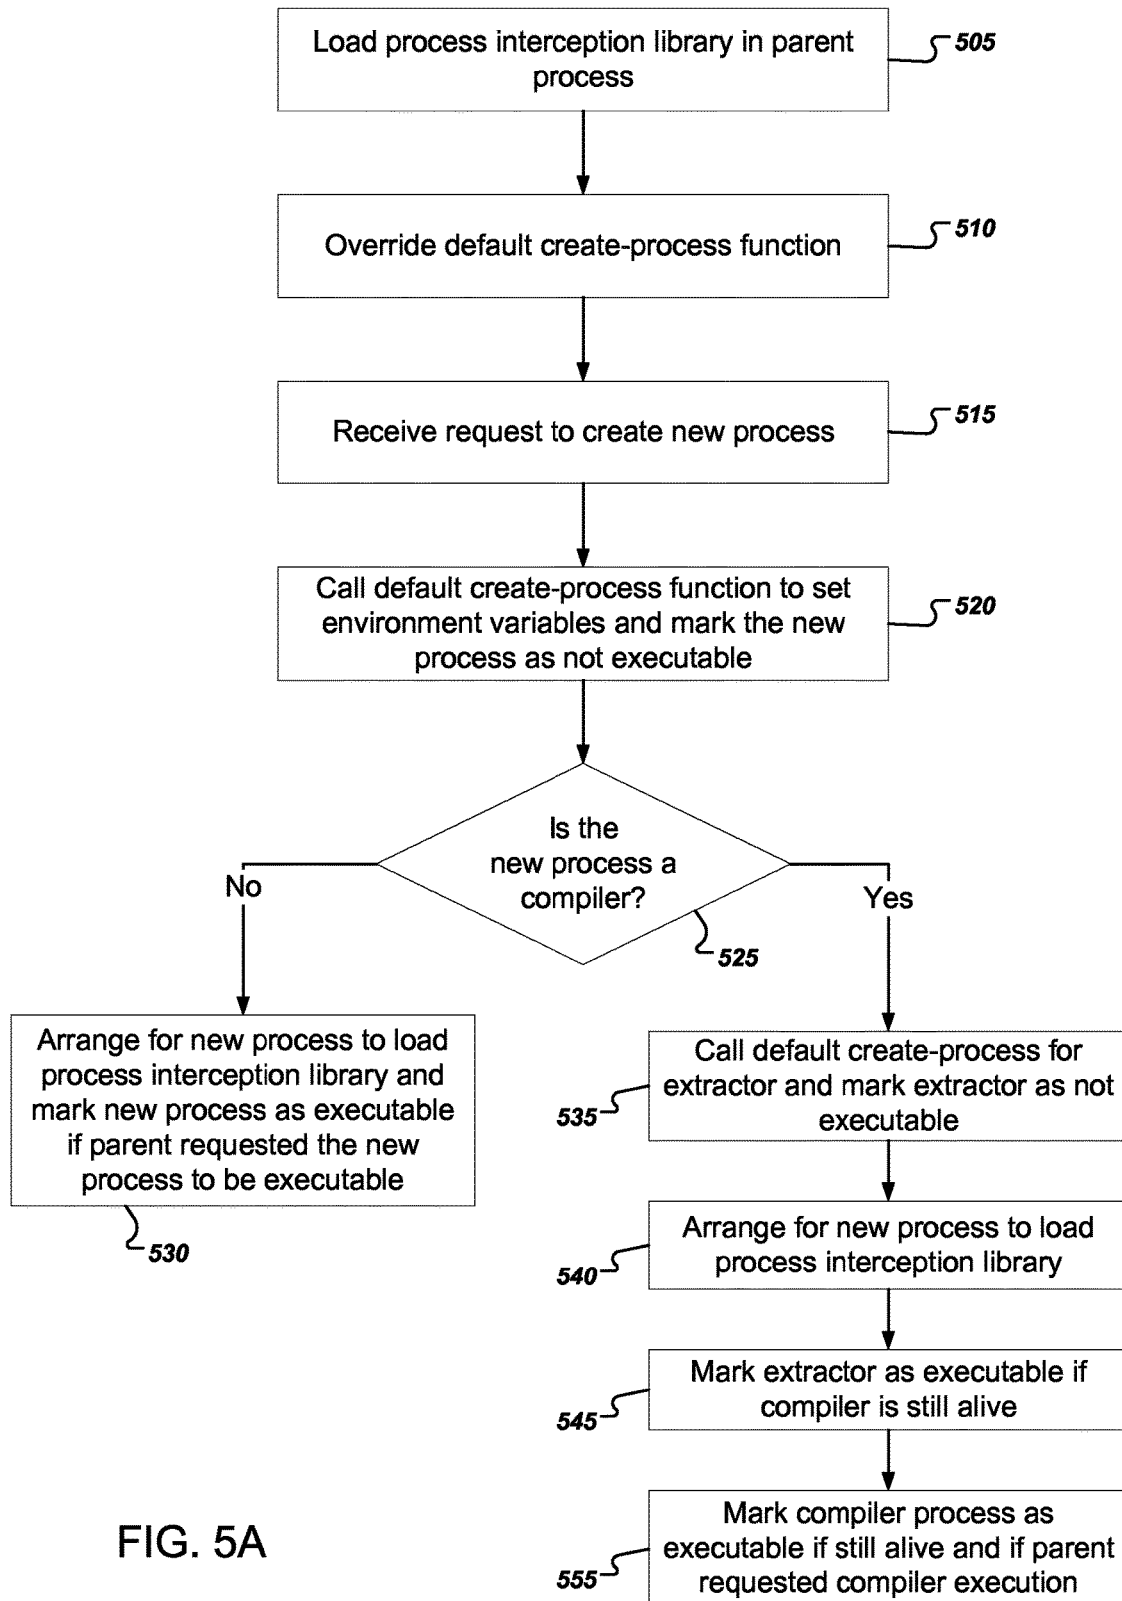 Load process interception library in parent
process
505
Override default create-process function
510
Receive request to create new process
515
Call default create-process function to set
environment variables and mark the new
process as not executable
520
Is the
new process a
compiler?
525
No
Yes
Arrange for new process to load
process interception library and
mark new process as executable
if parent requested the new
process to be executable
530
Call default create-process for
extractor and mark extractor as not
executable
535
Arrange for new process to load
process interception library
540
Mark extractor as executable if
compiler is still alive
545
Mark compiler process as
executable if still alive and if parent
requested compiler execution
555
FIG. 5A